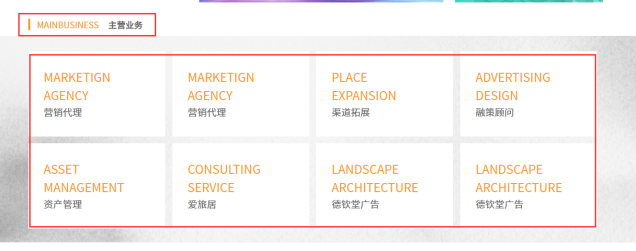 MAINBUSINESS 主营业务
MARKETIGN
AGENCY
营销代理
MARKETIGN
AGENCY
营销代理
PLACE
EXPANSION
渠道拓展
ADVERTISING
DESIGN
融策顾问
ASSET
MANAGEMENT
资产管理
CONSULTING
SERVICE
爱旅居
LANDSCAPE
ARCHITECTURE
德钦堂广告
LANDSCAPE
ARCHITECTURE
德钦堂广告